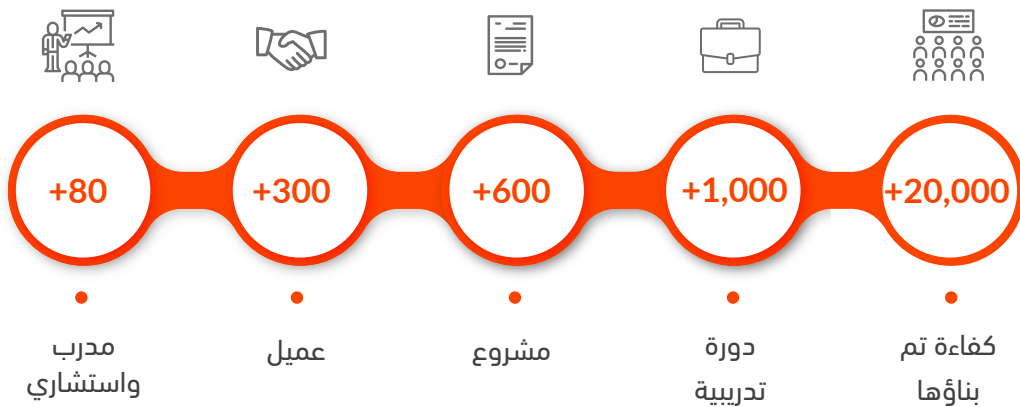 +20,000
كفاءة تم
بناؤها
+1,000
دورة
تدريبية
+600
مشروع
+300
عميل
+80
مدرب
واستشاري